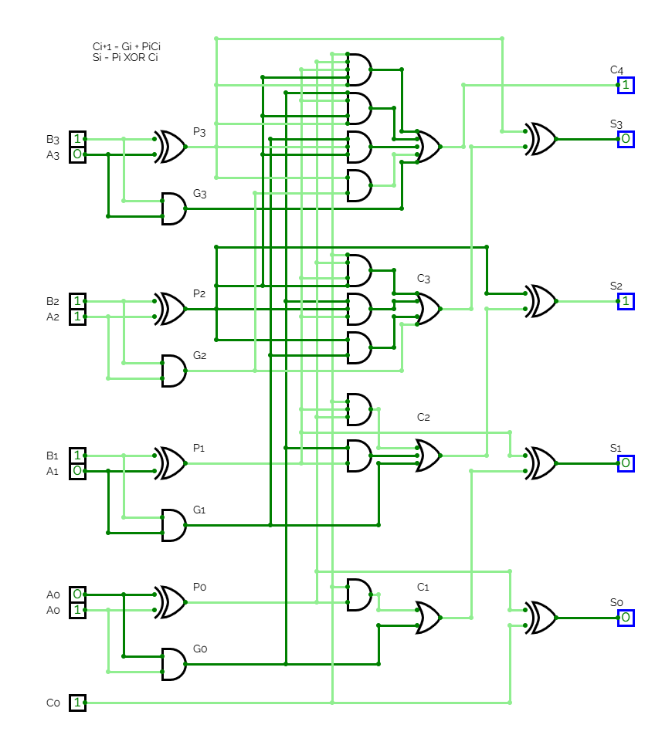 Ci+1 - Gi + PiCi
Si - Pi XOR Ci
C4
1
B3 1 P3 S3
A3 0 0
G3
C3
B2 1 P2 S2
A2 1 1
G2
C2
B1 1 P1 S1
A1 0 0
G1
A0 0 P0 C1 S0
A0 1 0
G0
C0 1